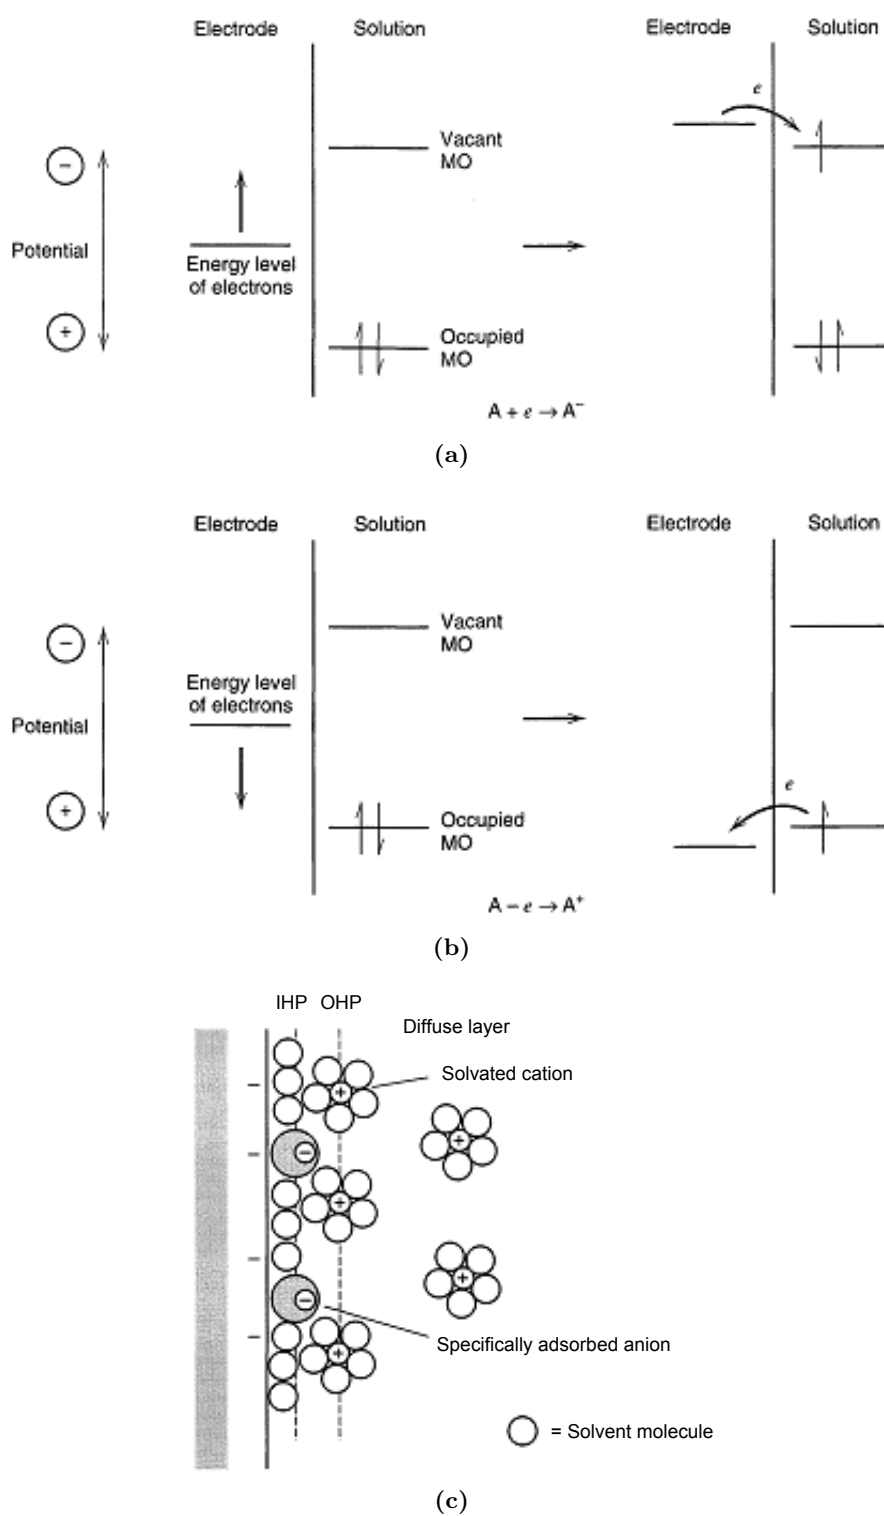 Electrode Solution Electrode Solution
e
Vacant
MO
−
Potential
Energy level
of electrons
+
Occupied
MO
A + e → A⁻
(a)
Electrode Solution Electrode Solution
Vacant
MO
−
Energy level
of electrons
Potential
+
e
Occupied
MO
A − e → A⁺
(b)
IHP OHP
Diffuse layer
Solvated cation
− +
+
− −
+
−
+
−
Specifically adsorbed anion
− +
= Solvent molecule
(c)